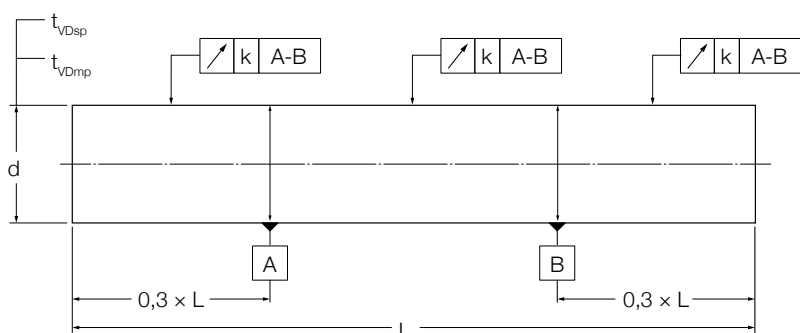 t_VDsp
t_VDmp
k A-B
k A-B
k A-B
d
A
B
0,3 × L
0,3 × L
L